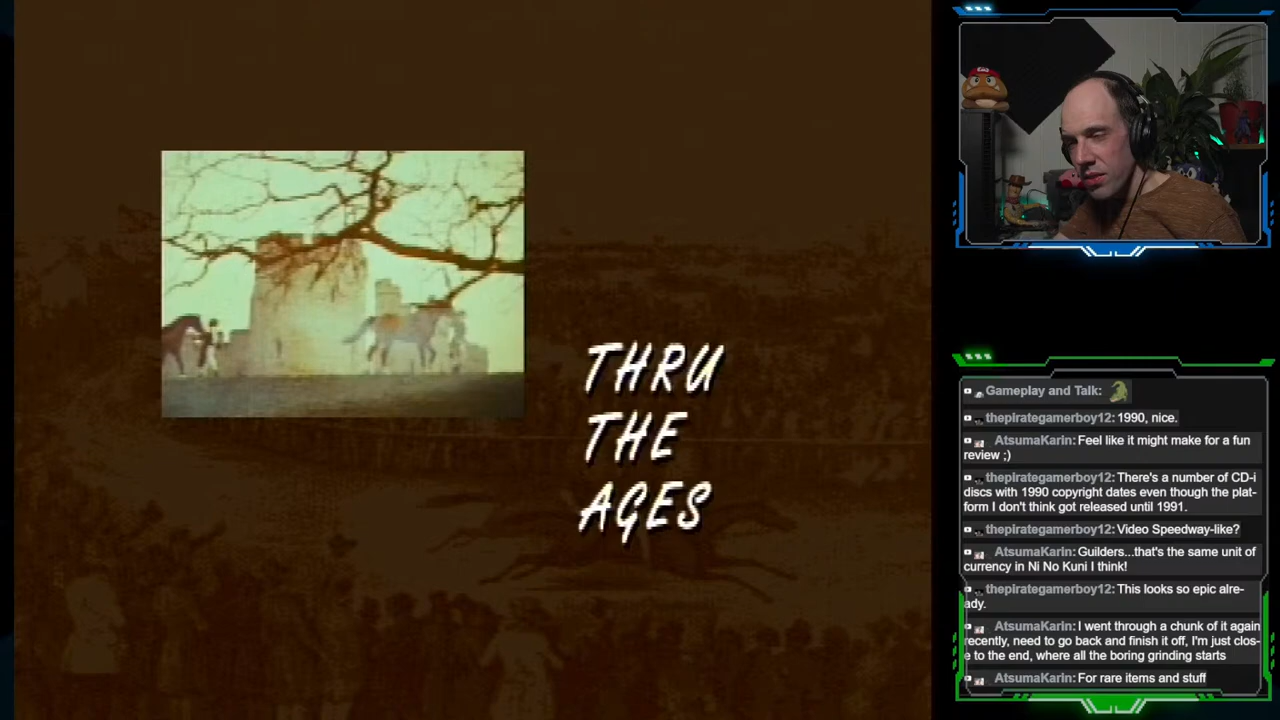 THRU
THE
AGES
Gameplay and Talk:
thepirategamerboy12: 1990, nice.
AtsumaKarin: Feel like it might make for a fun
review ;)
thepirategamerboy12: There's a number of CD-i
discs with 1990 copyright dates even though the plat-
form I don't think got released until 1991.
thepirategamerboy12: Video Speedway-like?
AtsumaKarin: Guilders...that's the same unit of
currency in Ni No Kuni I think!
thepirategamerboy12: This looks so epic alre-
ady.
AtsumaKarin: I went through a chunk of it again
recently, need to go back and finish it off, I'm just clos-
e to the end, where all the boring grinding starts
AtsumaKarin: For rare items and stuff